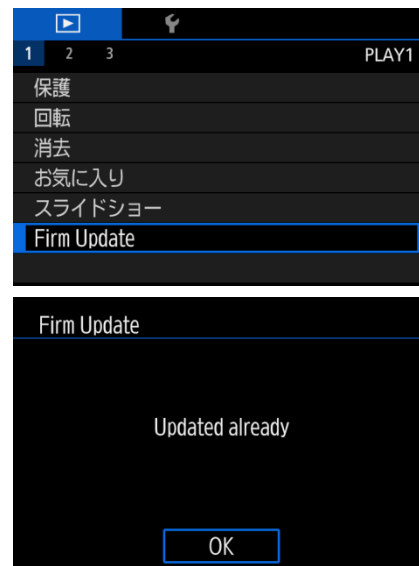 1 2 3 PLAY1
保護
回転
消去
お気に入り
スライドショー
Firm Update
Firm Update
Updated already
OK